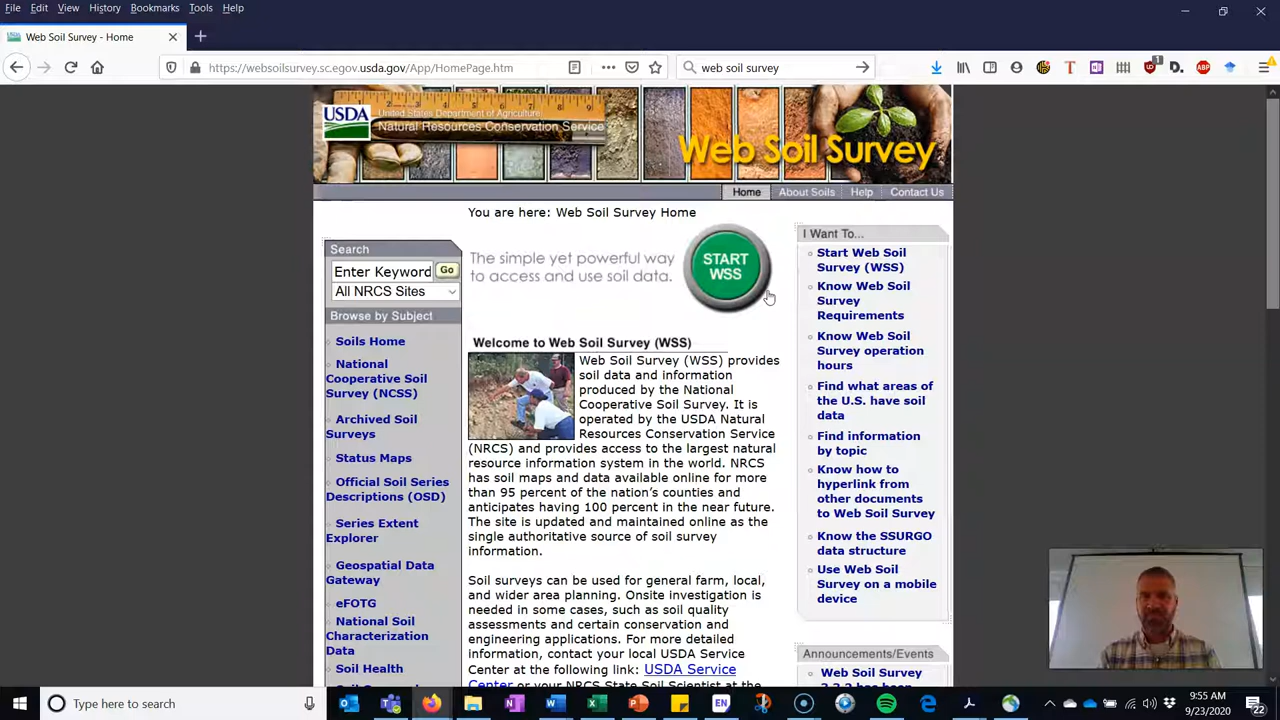 File Edit View History Bookmarks Tools Help
Web Soil Survey - Home
https://websoilsurvey.sc.egov.usda.gov/App/HomePage.htm
web soil survey
USDA
United States Department of Agriculture
Natural Resources Conservation Service
Web Soil Survey
Home About Soils Help Contact Us
You are here: Web Soil Survey Home
Search
Enter Keyword Go
All NRCS Sites
Browse by Subject
Soils Home
National
Cooperative Soil
Survey (NCSS)
Archived Soil
Surveys
Status Maps
Official Soil Series
Descriptions (OSD)
Series Extent
Explorer
Geospatial Data
Gateway
eFOTG
National Soil
Characterization
Data
Soil Health
The simple yet powerful way
to access and use soil data.
START
WSS
Welcome to Web Soil Survey (WSS)
Web Soil Survey (WSS) provides
soil data and information
produced by the National
Cooperative Soil Survey. It is
operated by the USDA Natural
Resources Conservation Service
(NRCS) and provides access to the largest natural
resource information system in the world. NRCS
has soil maps and data available online for more
than 95 percent of the nation's counties and
anticipates having 100 percent in the near future.
The site is updated and maintained online as the
single authoritative source of soil survey
information.
Soil surveys can be used for general farm, local,
and wider area planning. Onsite investigation is
needed in some cases, such as soil quality
assessments and certain conservation and
engineering applications. For more detailed
information, contact your local USDA Service
Center at the following link: USDA Service
Center or your NRCS State Soil Scientist at the
I Want To...
Start Web Soil
Survey (WSS)
Know Web Soil
Survey
Requirements
Know Web Soil
Survey operation
hours
Find what areas of
the U.S. have soil
data
Find information
by topic
Know how to
hyperlink from
other documents
to Web Soil Survey
Know the SSURGO
data structure
Use Web Soil
Survey on a mobile
device
Announcements/Events
Web Soil Survey
Type here to search
9:55 AM
9/23/2020
22